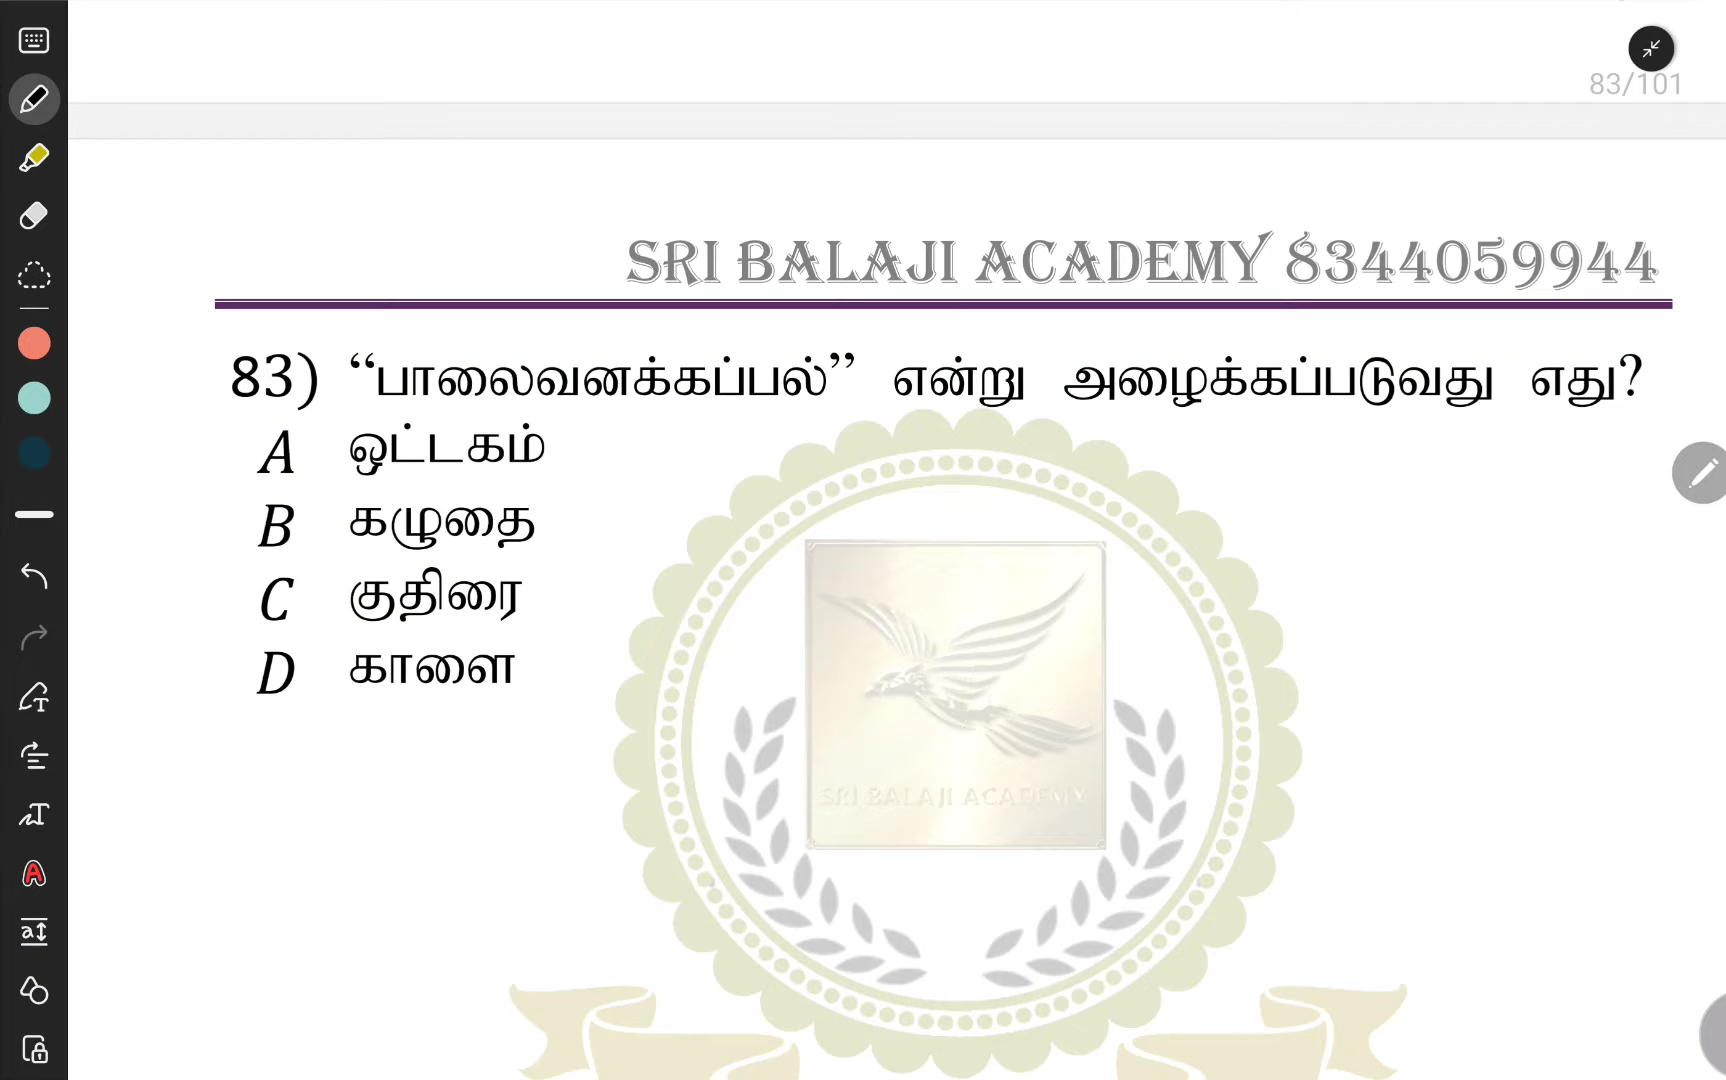 83/101
SRI BALAJI ACADEMY 8344059944
83) “பாலைவனக்கப்பல்” என்று அழைக்கப்படுவது எது?
A ஒட்டகம்
B கழுதை
C குதிரை
D காளை
SRI BALAJI ACADEMY